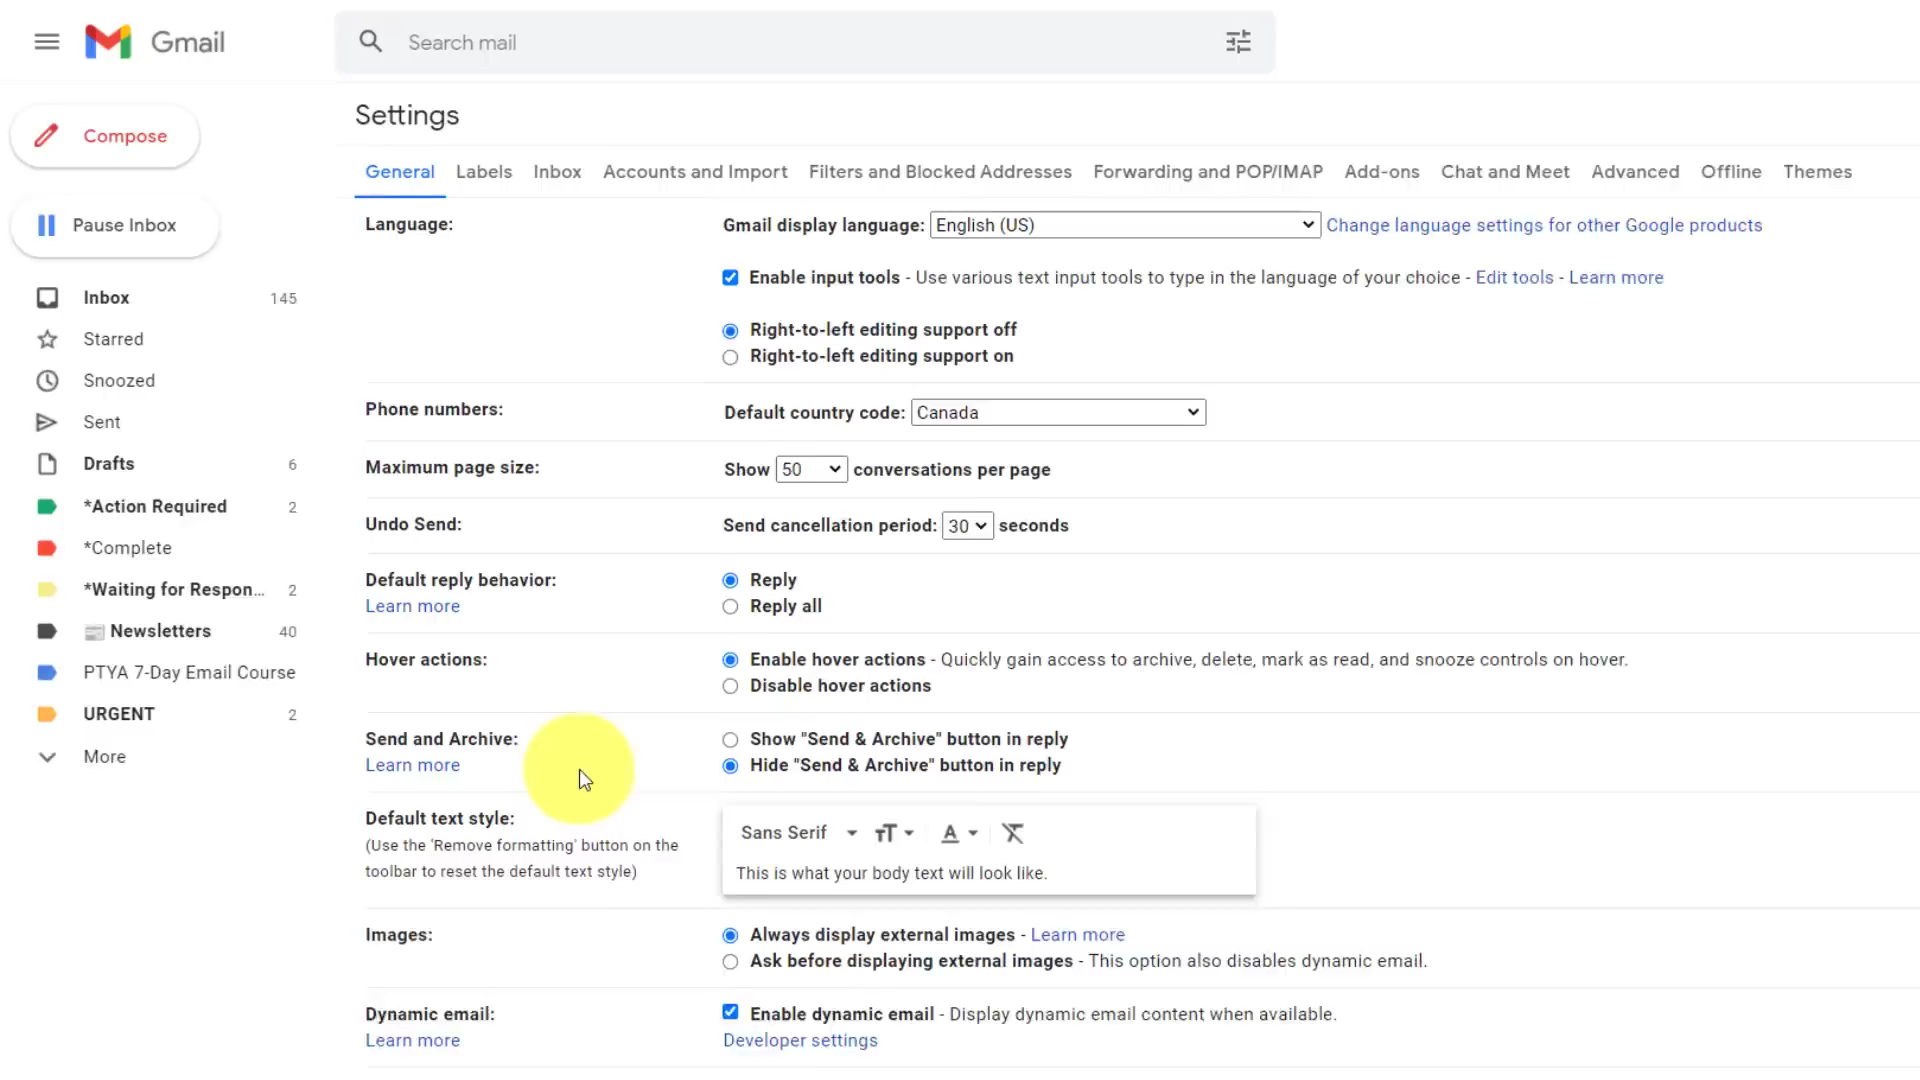 Gmail
Search mail
Compose
Pause Inbox
Inbox 145
Starred
Snoozed
Sent
Drafts 6
*Action Required 2
*Complete
*Waiting for Respon... 2
Newsletters 40
PTYA 7-Day Email Course
URGENT 2
More
Settings
General Labels Inbox Accounts and Import Filters and Blocked Addresses Forwarding and POP/IMAP Add-ons Chat and Meet Advanced Offline Themes
Language: Gmail display language: English (US) Change language settings for other Google products
Enable input tools - Use various text input tools to type in the language of your choice - Edit tools - Learn more
Right-to-left editing support off
Right-to-left editing support on
Phone numbers: Default country code: Canada
Maximum page size: Show 50 conversations per page
Undo Send: Send cancellation period: 30 seconds
Default reply behavior: Reply
Learn more Reply all
Hover actions: Enable hover actions - Quickly gain access to archive, delete, mark as read, and snooze controls on hover.
Disable hover actions
Send and Archive: Show "Send & Archive" button in reply
Learn more Hide "Send & Archive" button in reply
Default text style:
(Use the 'Remove formatting' button on the
toolbar to reset the default text style)
Sans Serif
This is what your body text will look like.
Images: Always display external images - Learn more
Ask before displaying external images - This option also disables dynamic email.
Dynamic email: Enable dynamic email - Display dynamic email content when available.
Learn more Developer settings